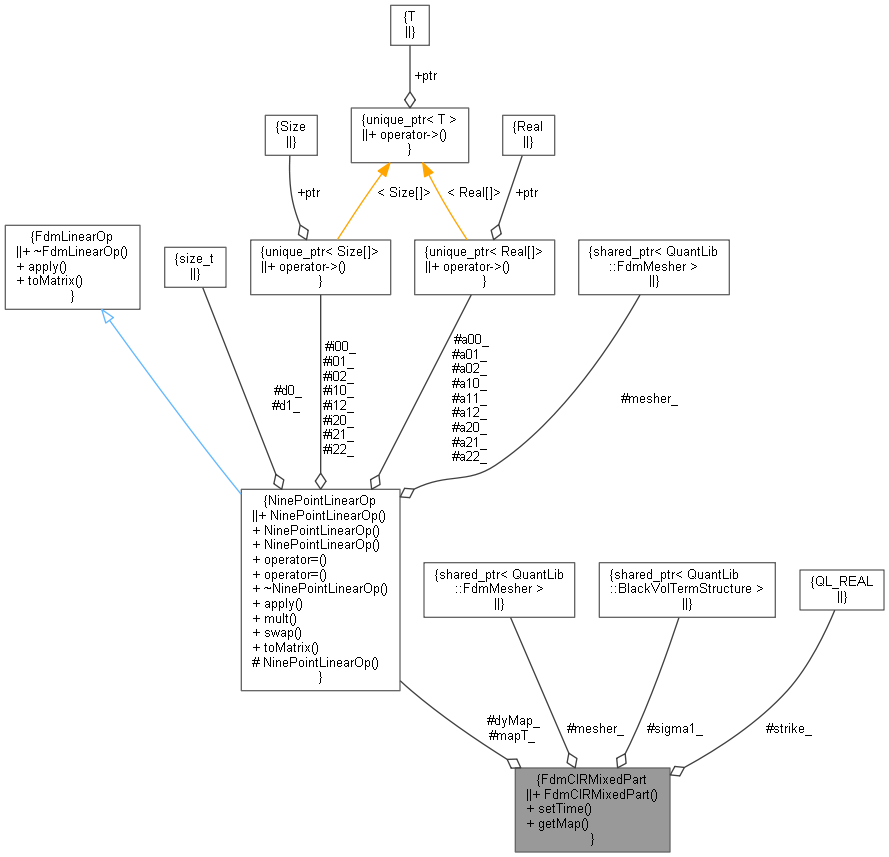 {T
||}
+ptr
{Size
||}
{unique_ptr< T >
||+ operator->()
}
{Real
||}
+ptr
< Size[]>
< Real[]>
+ptr
{FdmLinearOp
||+ ~FdmLinearOp()
+ apply()
+ toMatrix()
}
{size_t
||}
{unique_ptr< Size[]>
||+ operator->()
}
{unique_ptr< Real[]>
||+ operator->()
}
{shared_ptr< QuantLib
::FdmMesher >
||}
#d0_
#d1_
#i00_
#i01_
#i02_
#i10_
#i12_
#i20_
#i21_
#i22_
#a00_
#a01_
#a02_
#a10_
#a11_
#a12_
#a20_
#a21_
#a22_
#mesher_
{NinePointLinearOp
||+ NinePointLinearOp()
+ NinePointLinearOp()
+ NinePointLinearOp()
+ operator=()
+ operator=()
+ ~NinePointLinearOp()
+ apply()
+ mult()
+ swap()
+ toMatrix()
# NinePointLinearOp()
}
{shared_ptr< QuantLib
::FdmMesher >
||}
{shared_ptr< QuantLib
::BlackVolTermStructure >
||}
{QL_REAL
||}
#dyMap_
#mapT_
#mesher_
#sigma1_
#strike_
{FdmCIRMixedPart
||+ FdmCIRMixedPart()
+ setTime()
+ getMap()
}